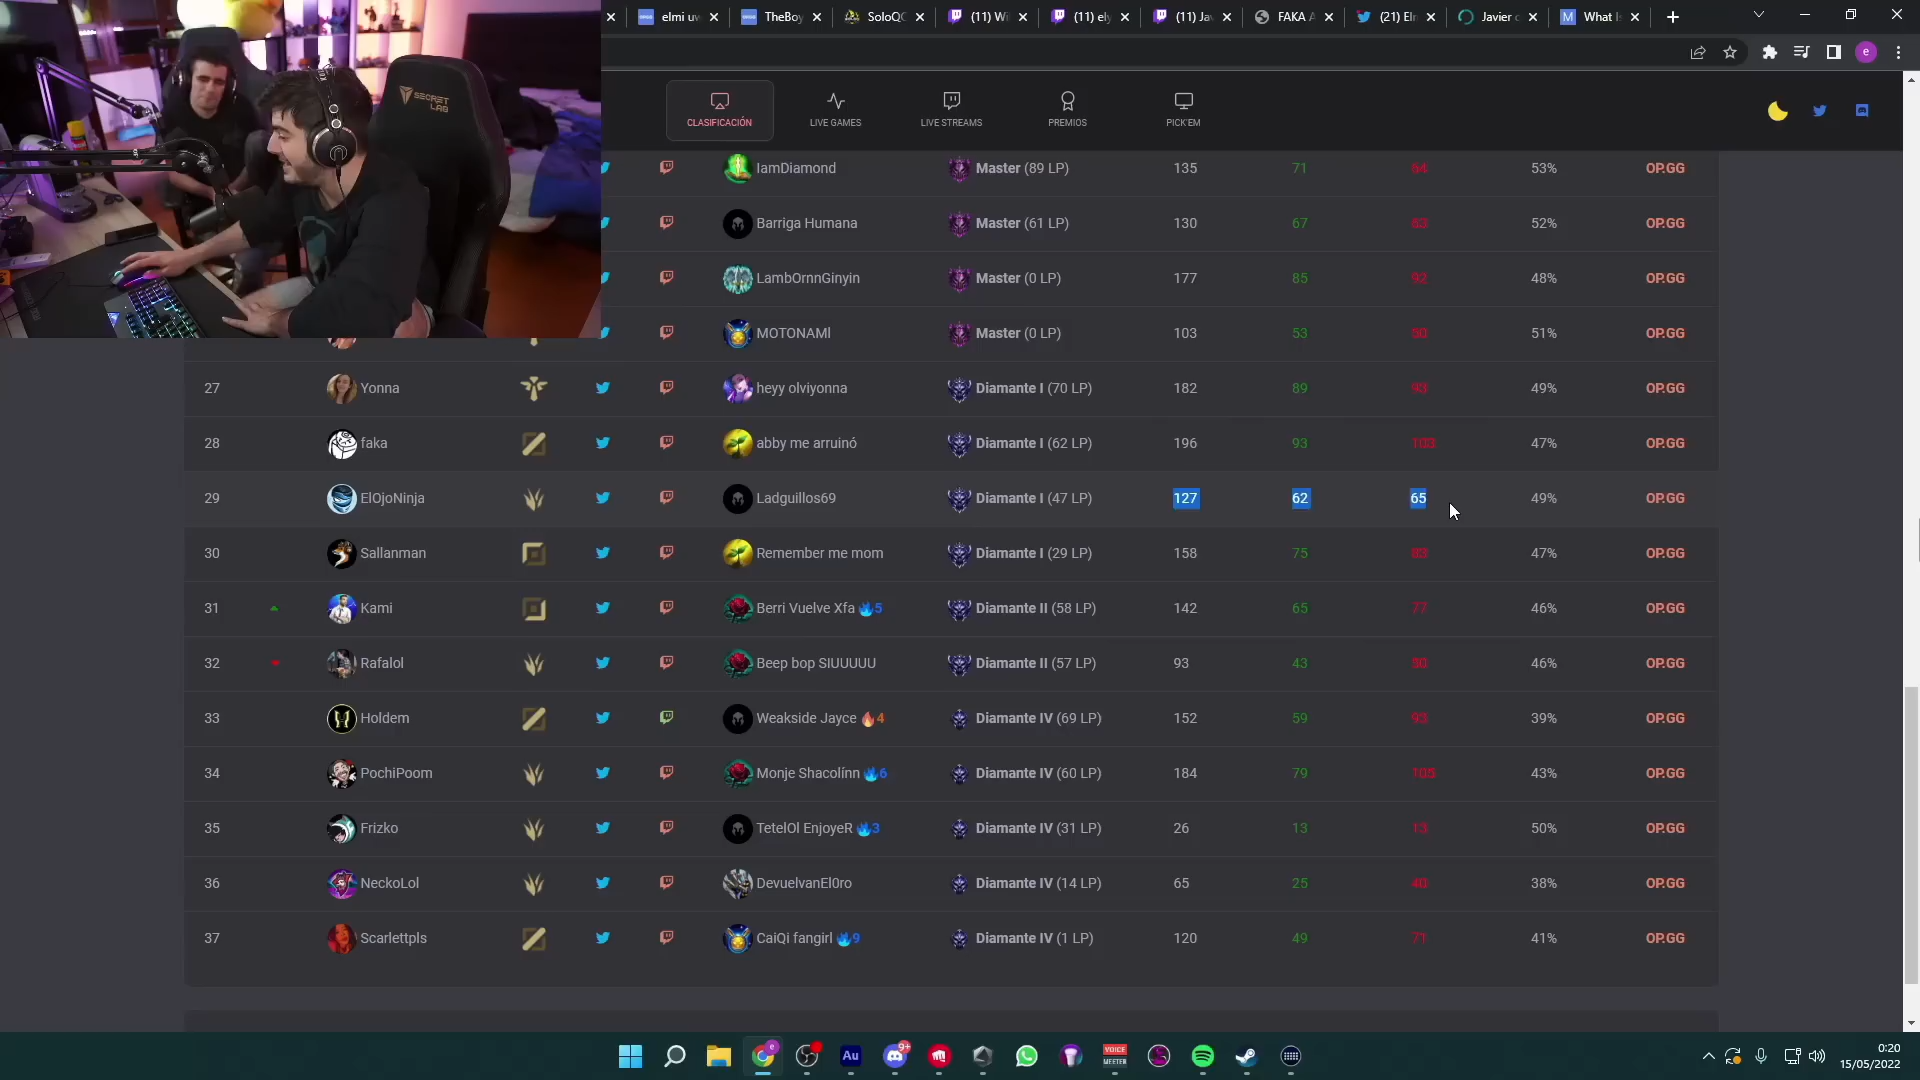 elmi uw
TheBoy
SoloQC
(11) Wi
(11) ely
(11) Ja
FAKA A
(21) El
Javier c
What I
e
SECRET
LAB
CLASIFICACIÓN
LIVE GAMES
LIVE STREAMS
PREMIOS
PICK'EM
IamDiamond Master (89 LP) 135 71 64 53% OP.GG
Barriga Humana Master (61 LP) 130 67 63 52% OP.GG
LambOrnnGinyin Master (0 LP) 177 85 92 48% OP.GG
MOTONAMI Master (0 LP) 103 53 50 51% OP.GG
27 Yonna heyy olviyonna Diamante I (70 LP) 182 89 93 49% OP.GG
28 faka abby me arruinó Diamante I (62 LP) 196 93 103 47% OP.GG
29 ElOjoNinja Ladguillos69 Diamante I (47 LP) 127 62 65 49% OP.GG
30 Sallanman Remember me mom Diamante I (29 LP) 158 75 83 47% OP.GG
31 Kami Berri Vuelve Xfa 5 Diamante II (58 LP) 142 65 77 46% OP.GG
32 Rafalol Beep bop SIUUUUU Diamante II (57 LP) 93 43 50 46% OP.GG
33 Holdem Weakside Jayce 4 Diamante IV (69 LP) 152 59 93 39% OP.GG
34 PochiPoom Monje Shacolínn 6 Diamante IV (60 LP) 184 79 105 43% OP.GG
35 Frizko TetelOl EnjoyeR 3 Diamante IV (31 LP) 26 13 13 50% OP.GG
36 NeckoLol DevuelvanEl0ro Diamante IV (14 LP) 65 25 40 38% OP.GG
37 Scarlettpls CaiQi fangirl 9 Diamante IV (1 LP) 120 49 71 41% OP.GG
Au
9+
VOICE
MEETER
0:20
15/05/2022